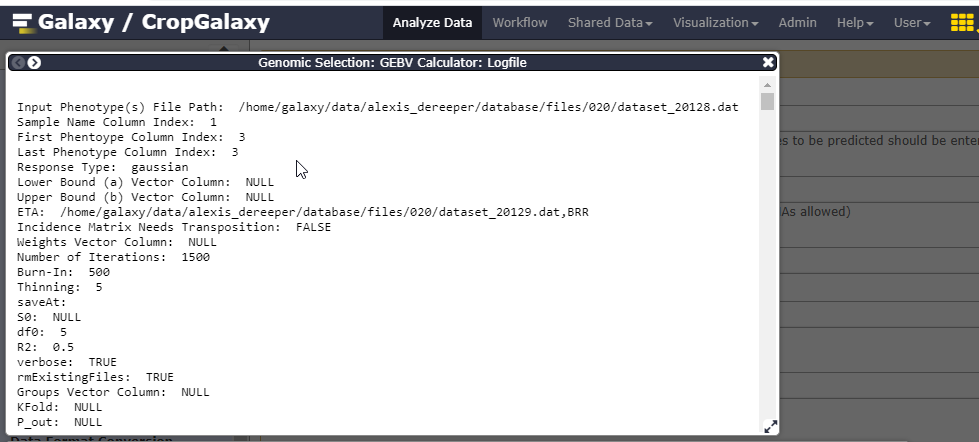 Galaxy / CropGalaxy
Analyze Data
Workflow
Shared Data
Visualization
Admin
Help
User
Genomic Selection: GEBV Calculator: Logfile
Input Phenotype(s) File Path:  /home/galaxy/data/alexis_dereeper/database/files/020/dataset_20128.dat
Sample Name Column Index:  1
First Phentoype Column Index:  3
Last Phenotype Column Index:  3
Response Type:  gaussian
Lower Bound (a) Vector Column:  NULL
Upper Bound (b) Vector Column:  NULL
ETA:  /home/galaxy/data/alexis_dereeper/database/files/020/dataset_20129.dat,BRR
Incidence Matrix Needs Transposition:  FALSE
Weights Vector Column:  NULL
Number of Iterations:  1500
Burn-In:  500
Thinning:  5
saveAt:
S0:  NULL
df0:  5
R2:  0.5
verbose:  TRUE
rmExistingFiles:  TRUE
Groups Vector Column:  NULL
KFold:  NULL
P_out:  NULL
s to be predicted should be ente
As allowed)
Data Format Conversion